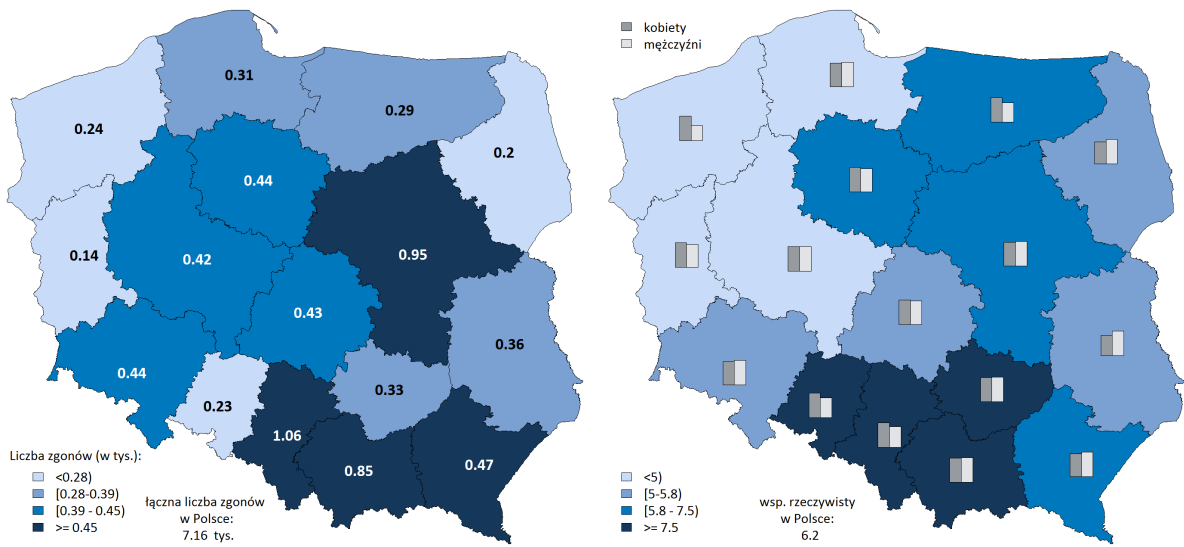 0.31
0.29
0.24
0.2
0.44
0.14
0.42
0.95
0.43
0.36
0.44
0.33
0.23
1.06
0.85
0.47
Liczba zgonów (w tys.):
<0.28)
[0.28-0.39)
[0.39 - 0.45)
>= 0.45
łączna liczba zgonów
w Polsce:
7.16 tys.
kobiety
mężczyźni
<5)
[5-5.8)
[5.8 - 7.5)
>= 7.5
wsp. rzeczywisty
w Polsce:
6.2